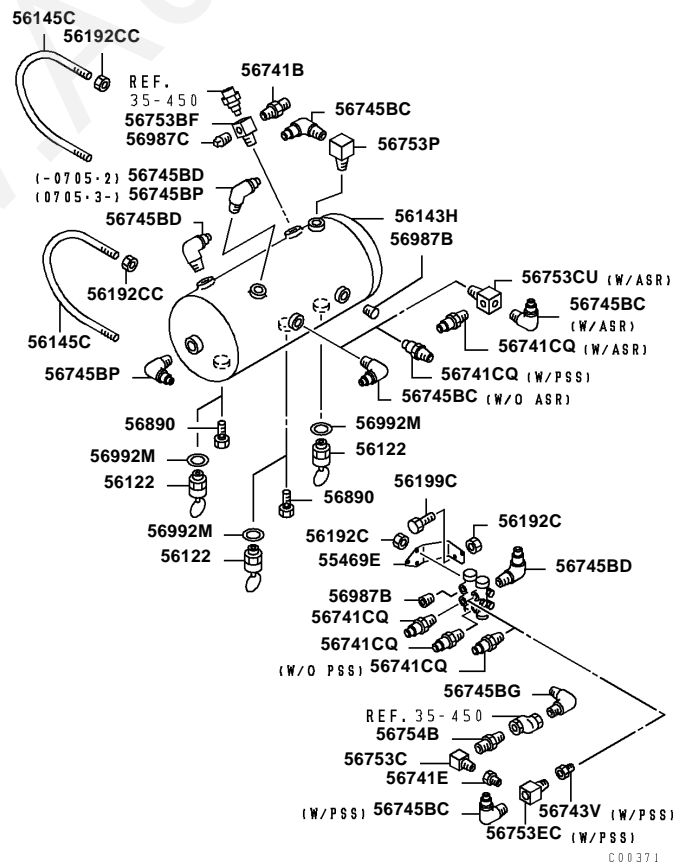 56145C
56192CC
REF.
35-450
56741B
56745BC
56753BF
56987C
56753P
(-0705·2) 56745BD
(0705·3-) 56745BP
56745BD
56143H
56987B
56753CU (W/ASR)
56192CC
56745BC
(W/ASR)
56145C
56741CQ (W/ASR)
56745BP
56741CQ (W/PSS)
56745BC (W/O ASR)
56890
56992M
56992M
56122
56122
56199C
56890
56992M
56192C
56192C
56122
55469E
56745BD
56987B
56741CQ
56741CQ
(W/O PSS) 56741CQ
56745BG
REF. 35-450
56754B
56753C
56741E
(W/PSS) 56745BC
56743V (W/PSS)
56753EC (W/PSS)
C00371